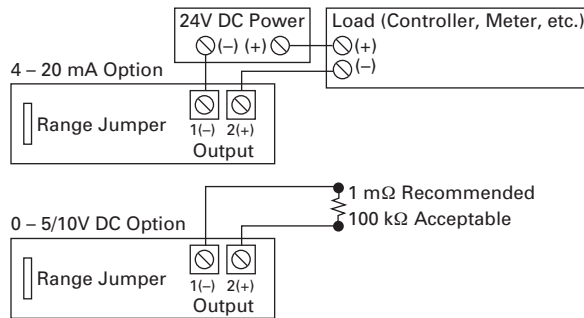 24V DC Power
(–) (+)
Load (Controller, Meter, etc.)
(+)
(–)
4 – 20 mA Option
Range Jumper
1(–) 2(+)
Output
1 mΩ Recommended
100 kΩ Acceptable
0 – 5/10V DC Option
Range Jumper
1(–) 2(+)
Output